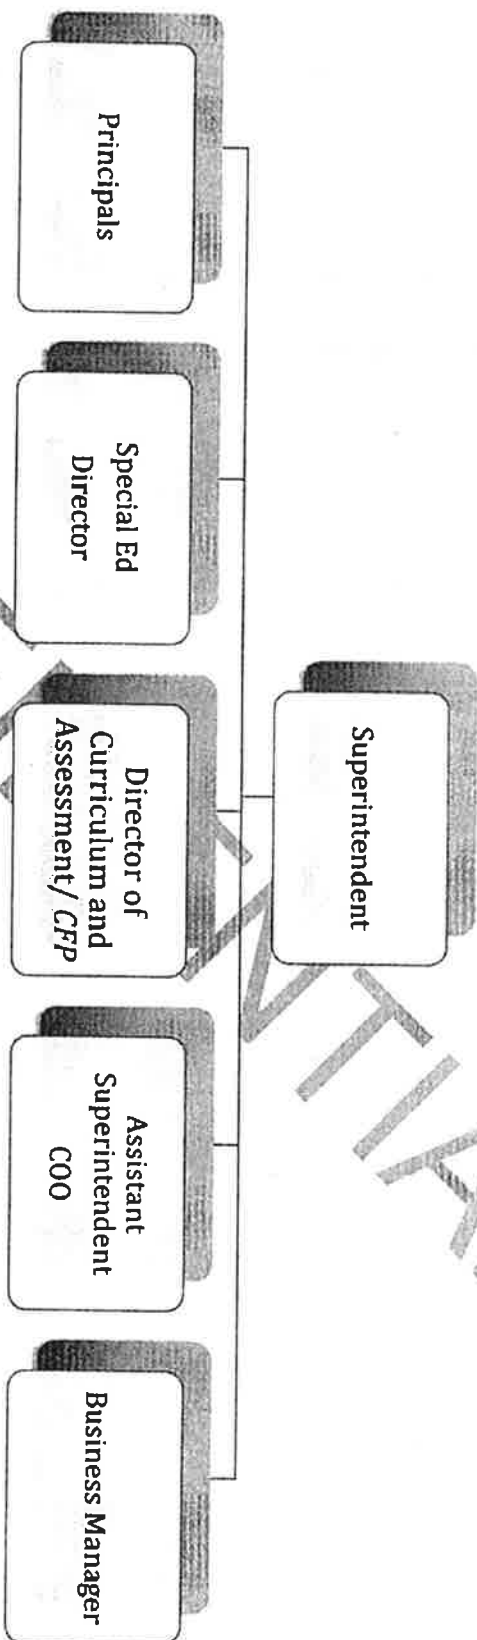 Superintendent
Principals
Special Ed
Director
Director of
Curriculum and
Assessment/ CFP
Assistant
Superintendent
COO
Business Manager